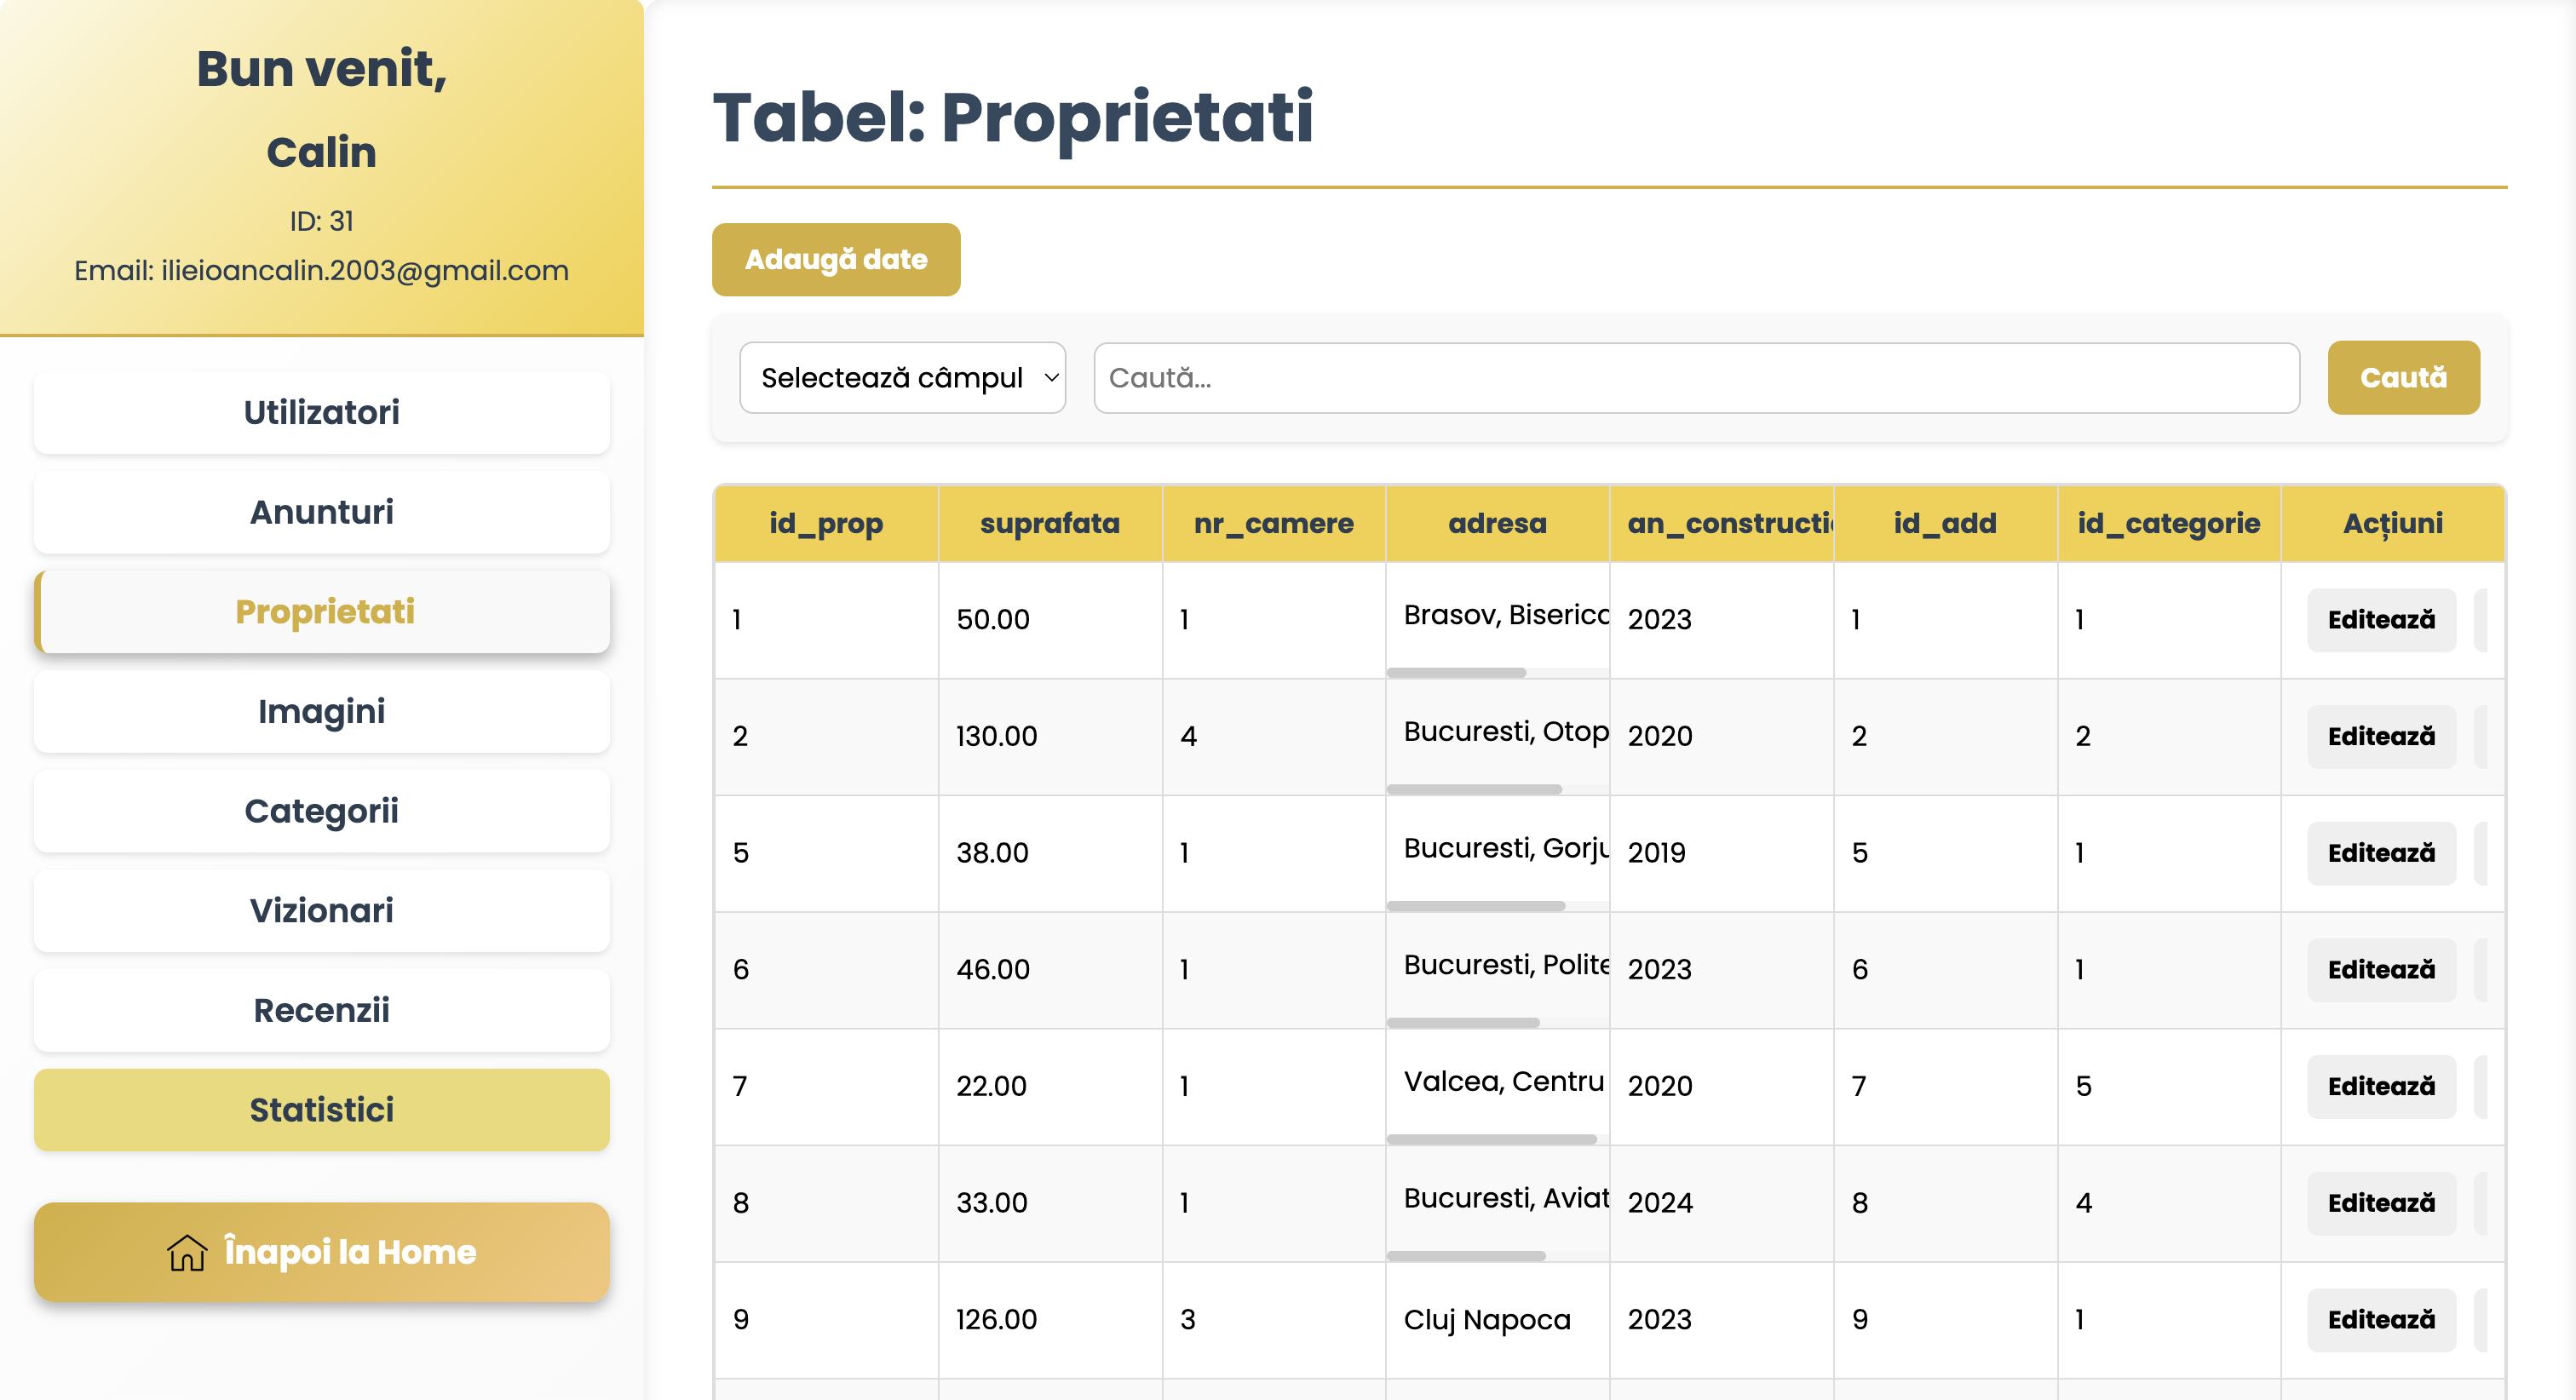 Bun venit,
Calin
ID: 31
Email: ilieioancalin.2003@gmail.com
Utilizatori
Anunturi
Proprietati
Imagini
Categorii
Vizionari
Recenzii
Statistici
Înapoi la Home
Tabel: Proprietati
Adaugă date
Selectează câmpul Caută... Caută
id_prop suprafata nr_camere adresa an_constructi id_add id_categorie Acțiuni
1 50.00 1 Brasov, Biseric 2023 1 1 Editează
2 130.00 4 Bucuresti, Otop 2020 2 2 Editează
5 38.00 1 Bucuresti, Gorju 2019 5 1 Editează
6 46.00 1 Bucuresti, Polite 2023 6 1 Editează
7 22.00 1 Valcea, Centru 2020 7 5 Editează
8 33.00 1 Bucuresti, Aviat 2024 8 4 Editează
9 126.00 3 Cluj Napoca 2023 9 1 Editează